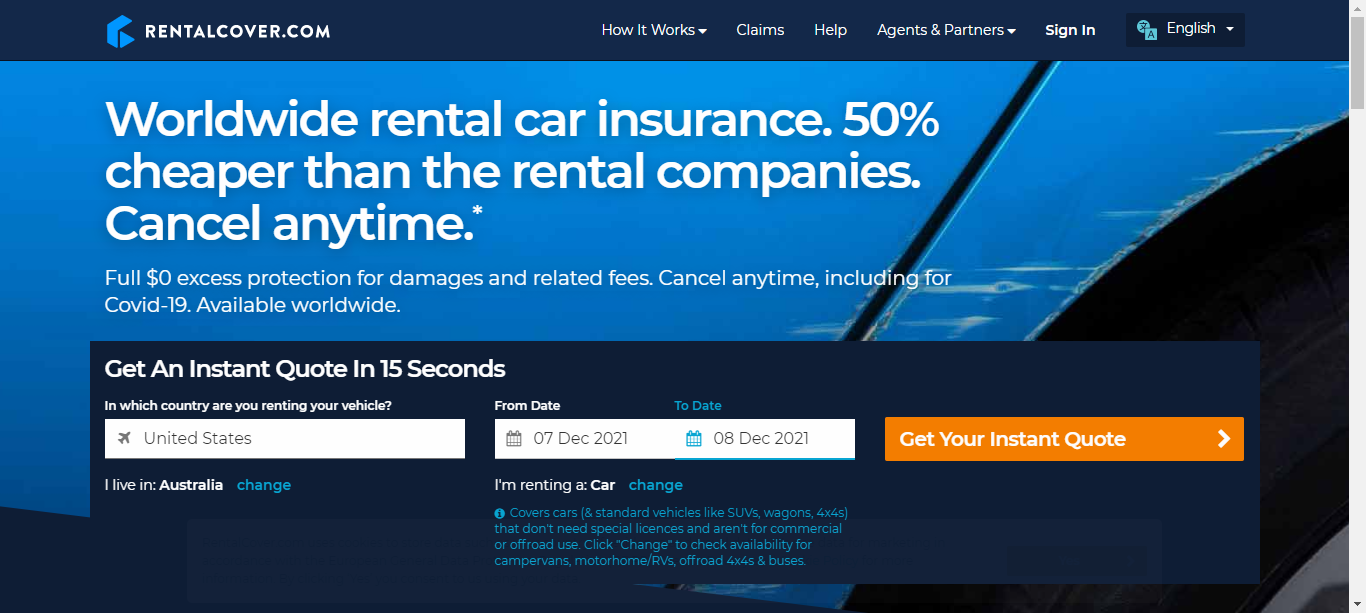 RENTALCOVER.COM
How It Works Claims Help Agents & Partners Sign In English
Worldwide rental car insurance. 50%
cheaper than the rental companies.
Cancel anytime.*
Full $0 excess protection for damages and related fees. Cancel anytime, including for
Covid-19. Available worldwide.
Get An Instant Quote In 15 Seconds
In which country are you renting your vehicle?
United States
I live in: Australia change
From Date To Date
07 Dec 2021 08 Dec 2021
I'm renting a: Car change
Covers cars (& standard vehicles like SUVs, wagons, 4x4s)
that don't need special licences and aren't for commercial
or offroad use. Click "Change" to check availability for
campervans, motorhome/RVs, offroad 4x4s & buses.
Get Your Instant Quote